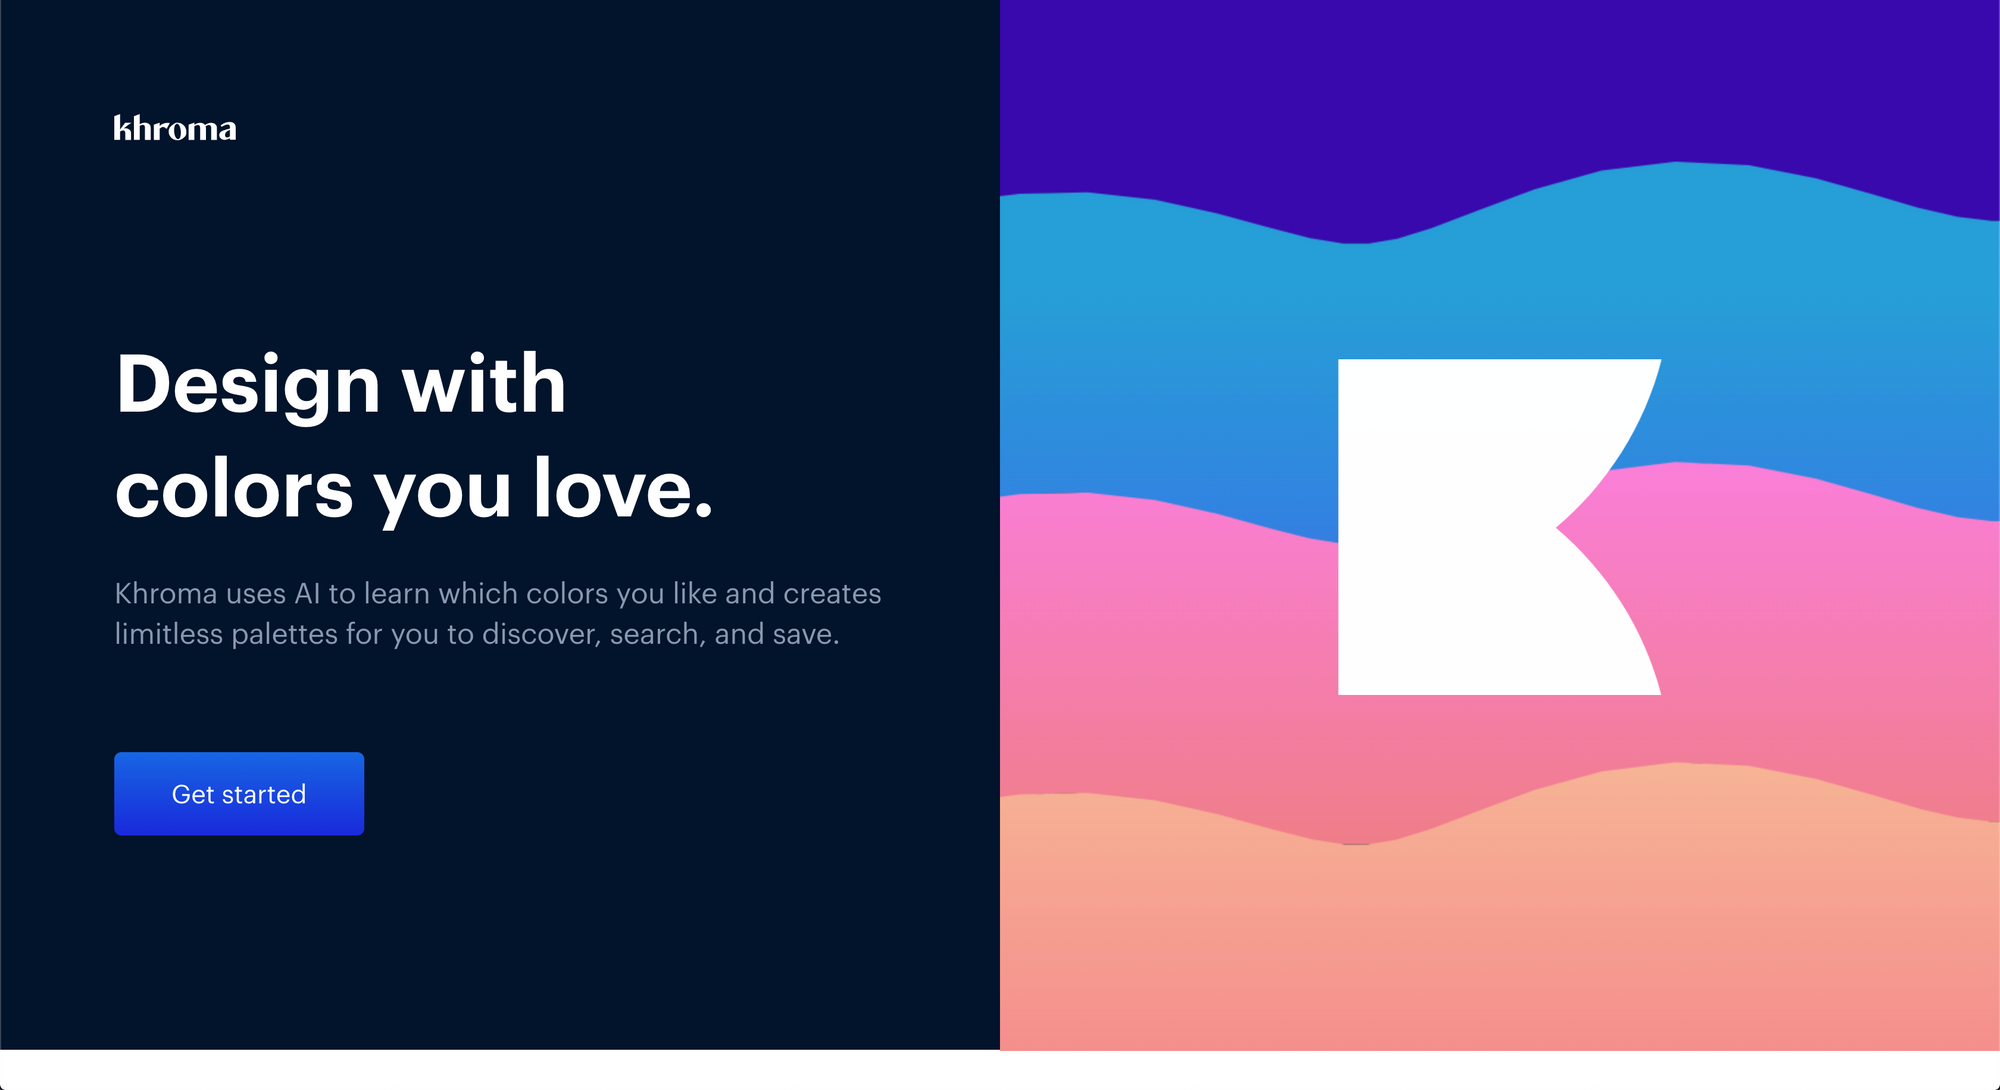 khroma
Design with
colors you love.
Khroma uses AI to learn which colors you like and creates
limitless palettes for you to discover, search, and save.
Get started